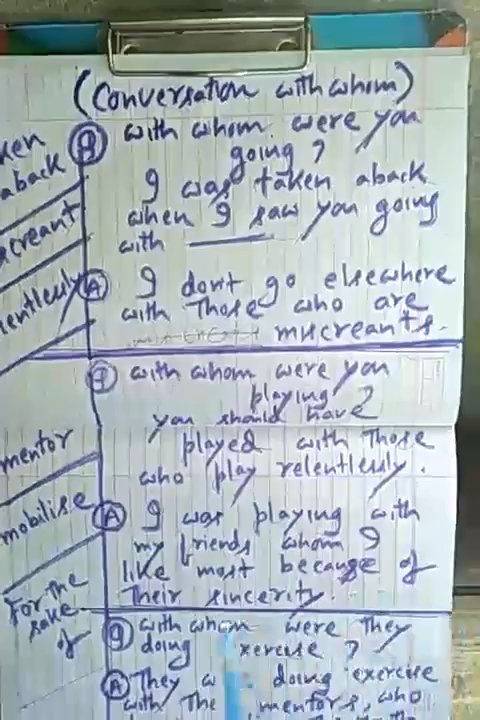 (Conversation with whom)
ken
aback
Q with whom were you
going?
I was taken aback
when I saw you going
with
creant
entlessly
A I don't go elsewhere
with those who are
miscreants.
Q with whom were you
playing?
you should have
played with those
who play relentlessly.
mentor
mobilise
A I was playing with
my friends whom I
like most because of
their sincerity.
For the
sake
of
Q with whom were they
doing exercise?
A They w doing exercise
with the mentors, who